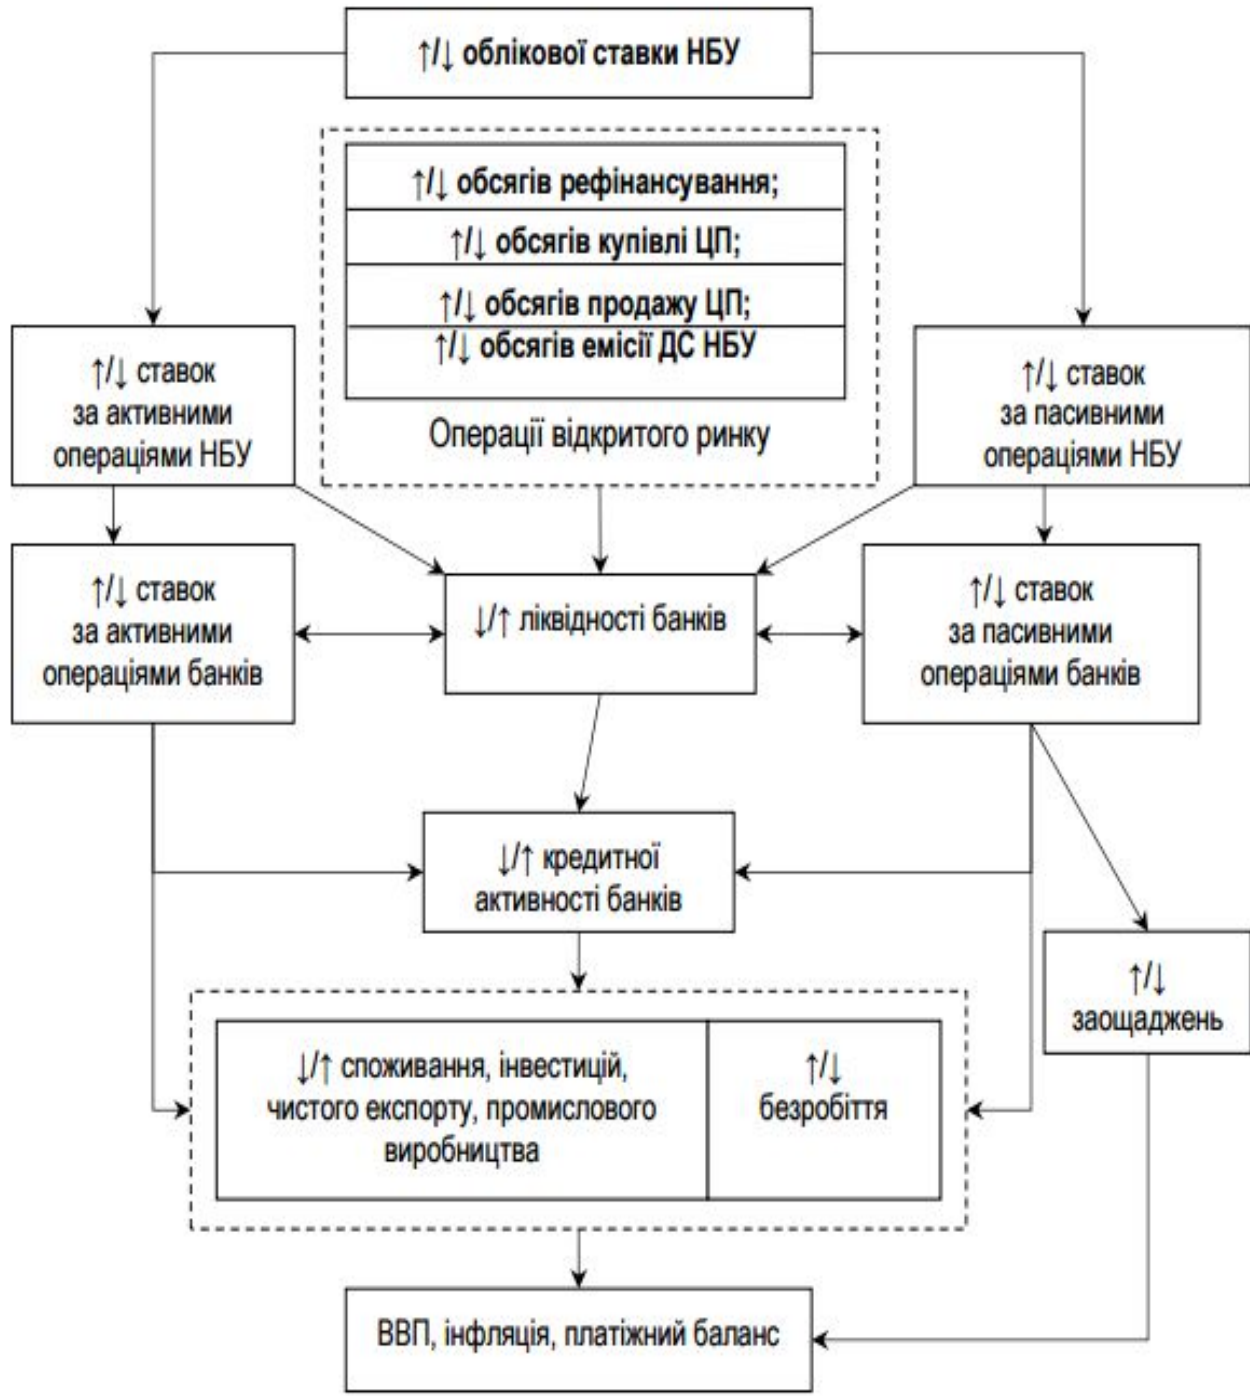 ↑/↓ облікової ставки НБУ
↑/↓ обсягів рефінансування;
↑/↓ обсягів купівлі ЦП;
↑/↓ обсягів продажу ЦП;
↑/↓ обсягів емісії ДС НБУ
Операції відкритого ринку
↑/↓ ставок
за активними
операціями НБУ
↑/↓ ставок
за пасивними
операціями НБУ
↑/↓ ставок
за активними
операціями банків
↓/↑ ліквідності банків
↑/↓ ставок
за пасивними
операціями банків
↓/↑ кредитної
активності банків
↑/↓
заощаджень
↓/↑ споживання, інвестицій,
чистого експорту, промислового
виробництва
↑/↓
безробіття
ВВП, інфляція, платіжний баланс